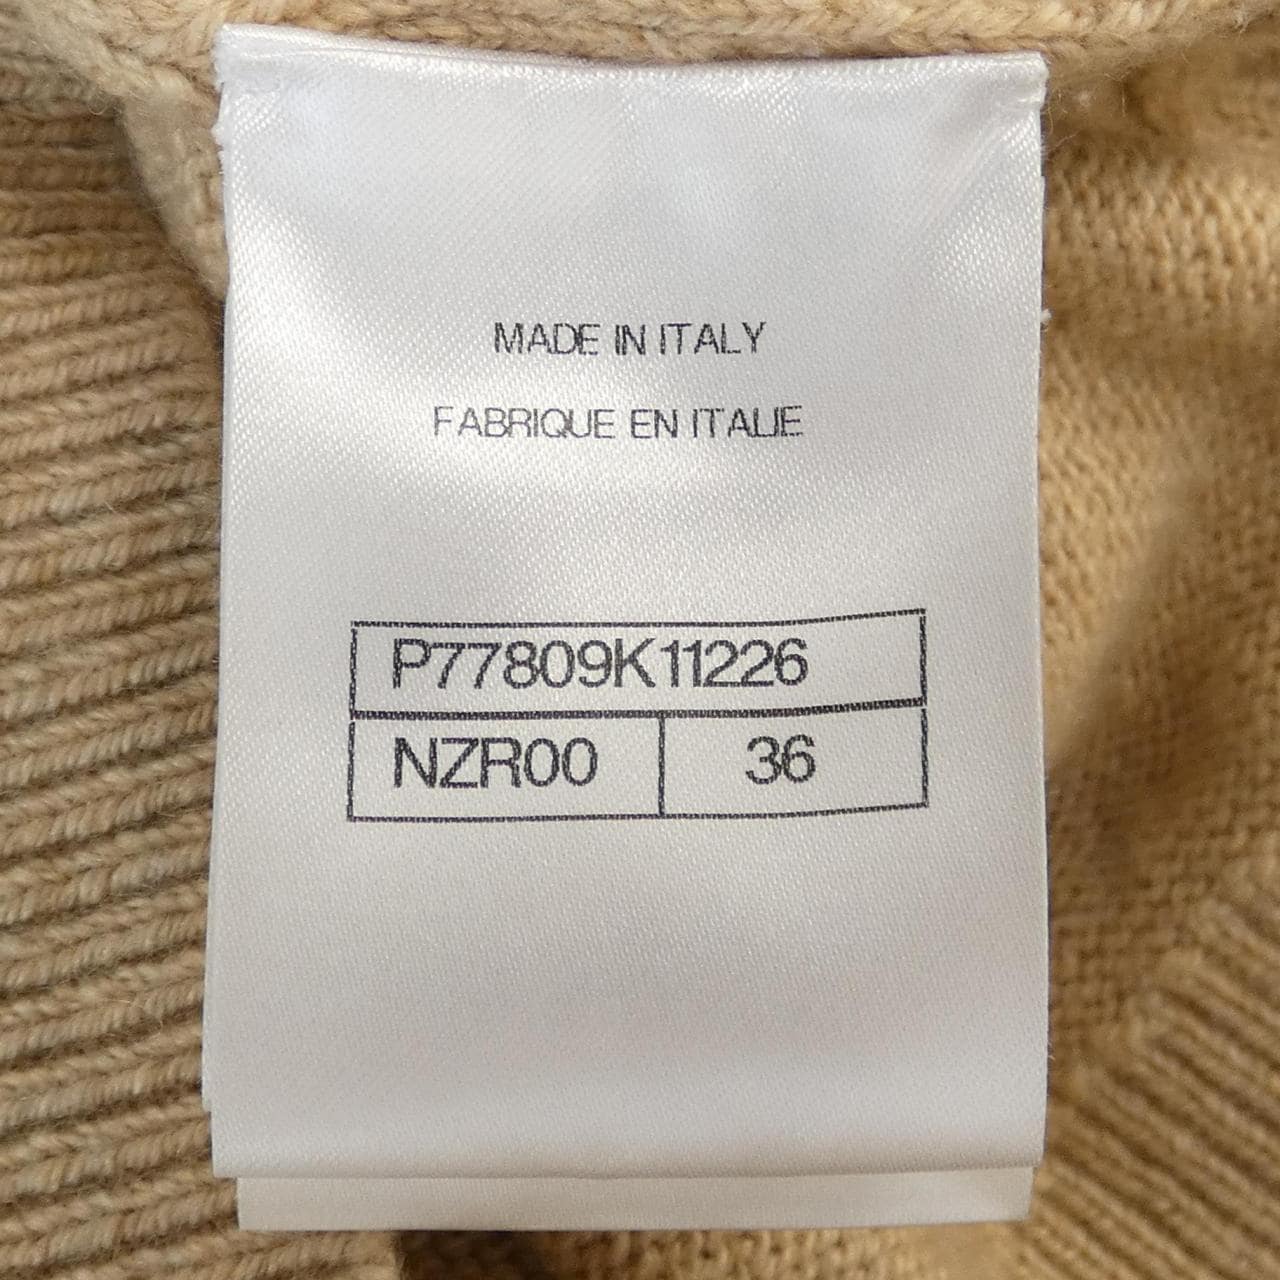 MADE IN ITALY
FABRIQUE EN ITALIE
P77809K11226
NZR00 36